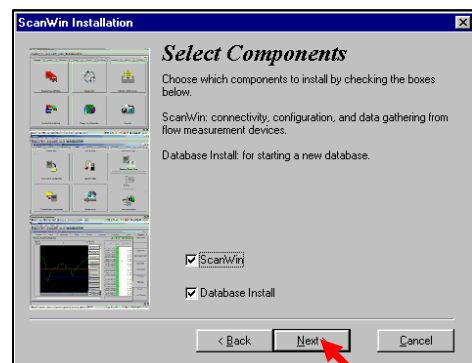 ScanWin Installation
Select Components
Choose which components to install by checking the boxes
below.
ScanWin: connectivity, configuration, and data gathering from
flow measurement devices.
Database Install: for starting a new database.
ScanWin
Database Install
< Back
Next
Cancel